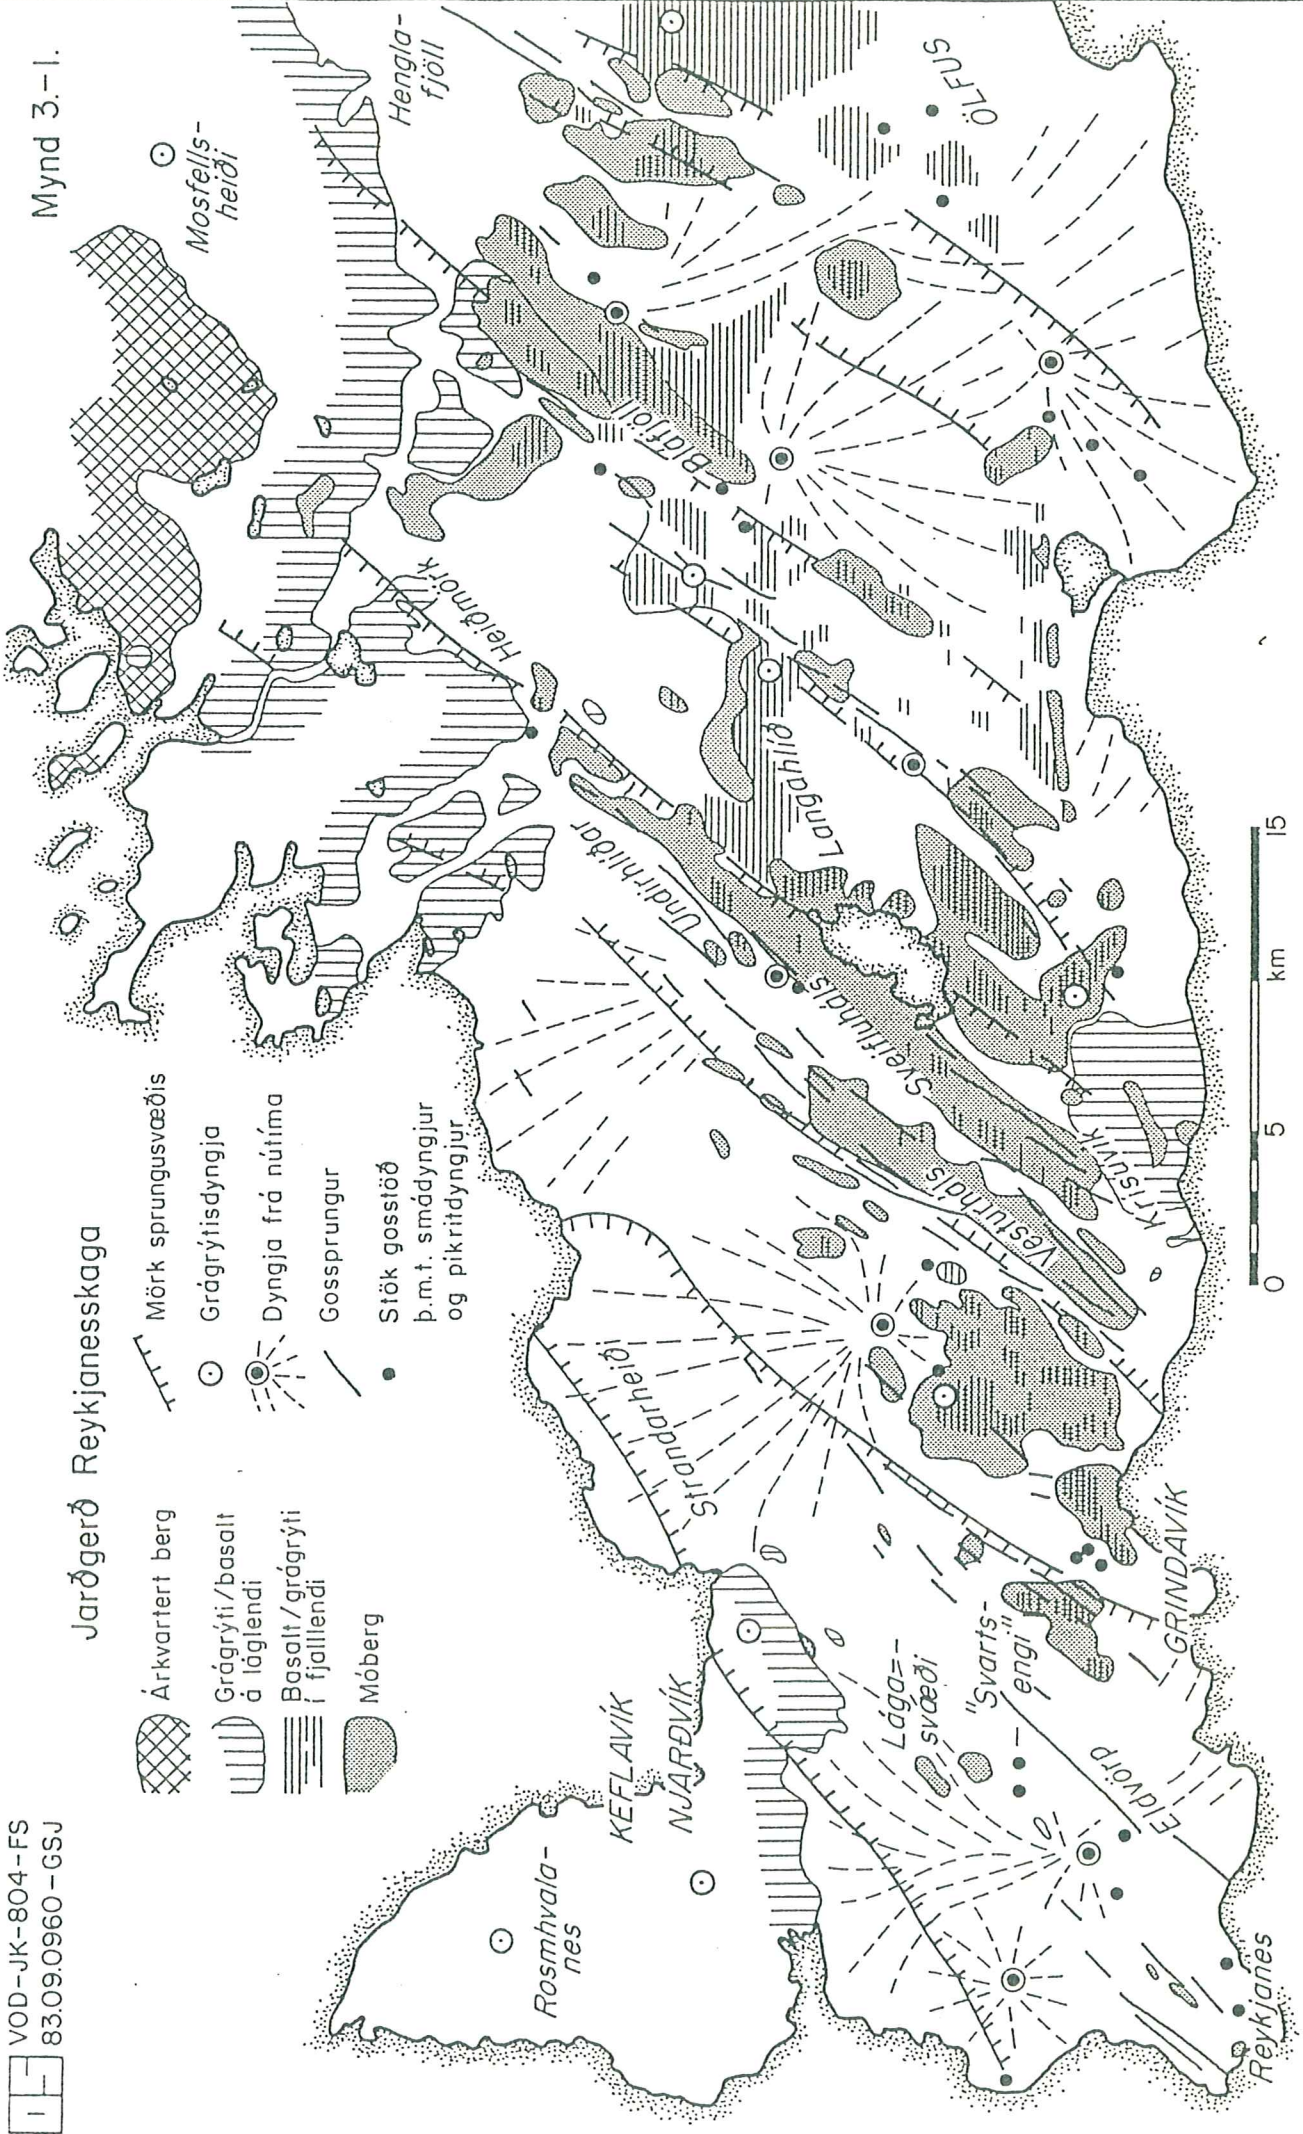 VOD-JK-804-FS
83.09.0960-GSJ
Mynd 3.-1.
Jarðgerð Reykjanesskaga
Árkvartert berg
Grágrýti/basalt
á láglendi
Basalt/grágrýti
í fjalllendi
Móberg
Mörk sprungusvæðis
Grágrýtisdyngja
Dyngja frá nútíma
Gossprungur
Stök gosstöð
þ.m.t. smádyngjur
og pikritdyngjur
Mosfells-
heiði
Hengla-
fjöll
ÖLFUS
Heiðmörk
Bláfjöll
Undirhlíðar
Langahlíð
Sveifluháls
Vesturháls
Krisuvík
Strandarheiði
KEFLAVÍK
NJARÐVÍK
Rosmhvala-
nes
Lága=-
svæði
"Svarts-
engi"
GRINDAVÍK
Eldvörp
Reykjanes
0
5
km
15